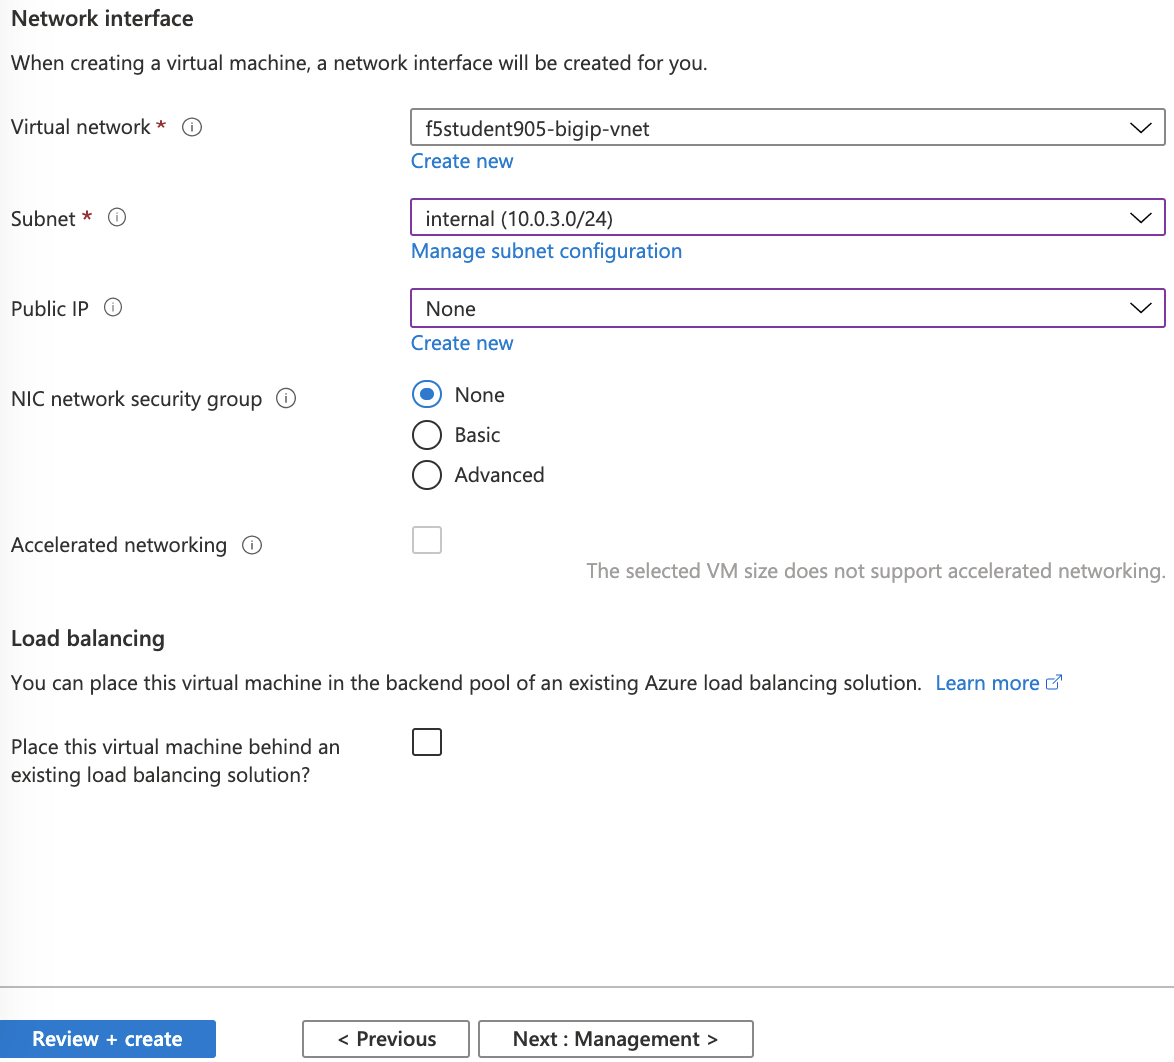 Network interface
When creating a virtual machine, a network interface will be created for you.
Virtual network *
f5student905-bigip-vnet
Create new
Subnet *
internal (10.0.3.0/24)
Manage subnet configuration
Public IP
None
Create new
NIC network security group
None
Basic
Advanced
Accelerated networking
The selected VM size does not support accelerated networking.
Load balancing
You can place this virtual machine in the backend pool of an existing Azure load balancing solution. Learn more
Place this virtual machine behind an
existing load balancing solution?
Review + create
< Previous
Next : Management >